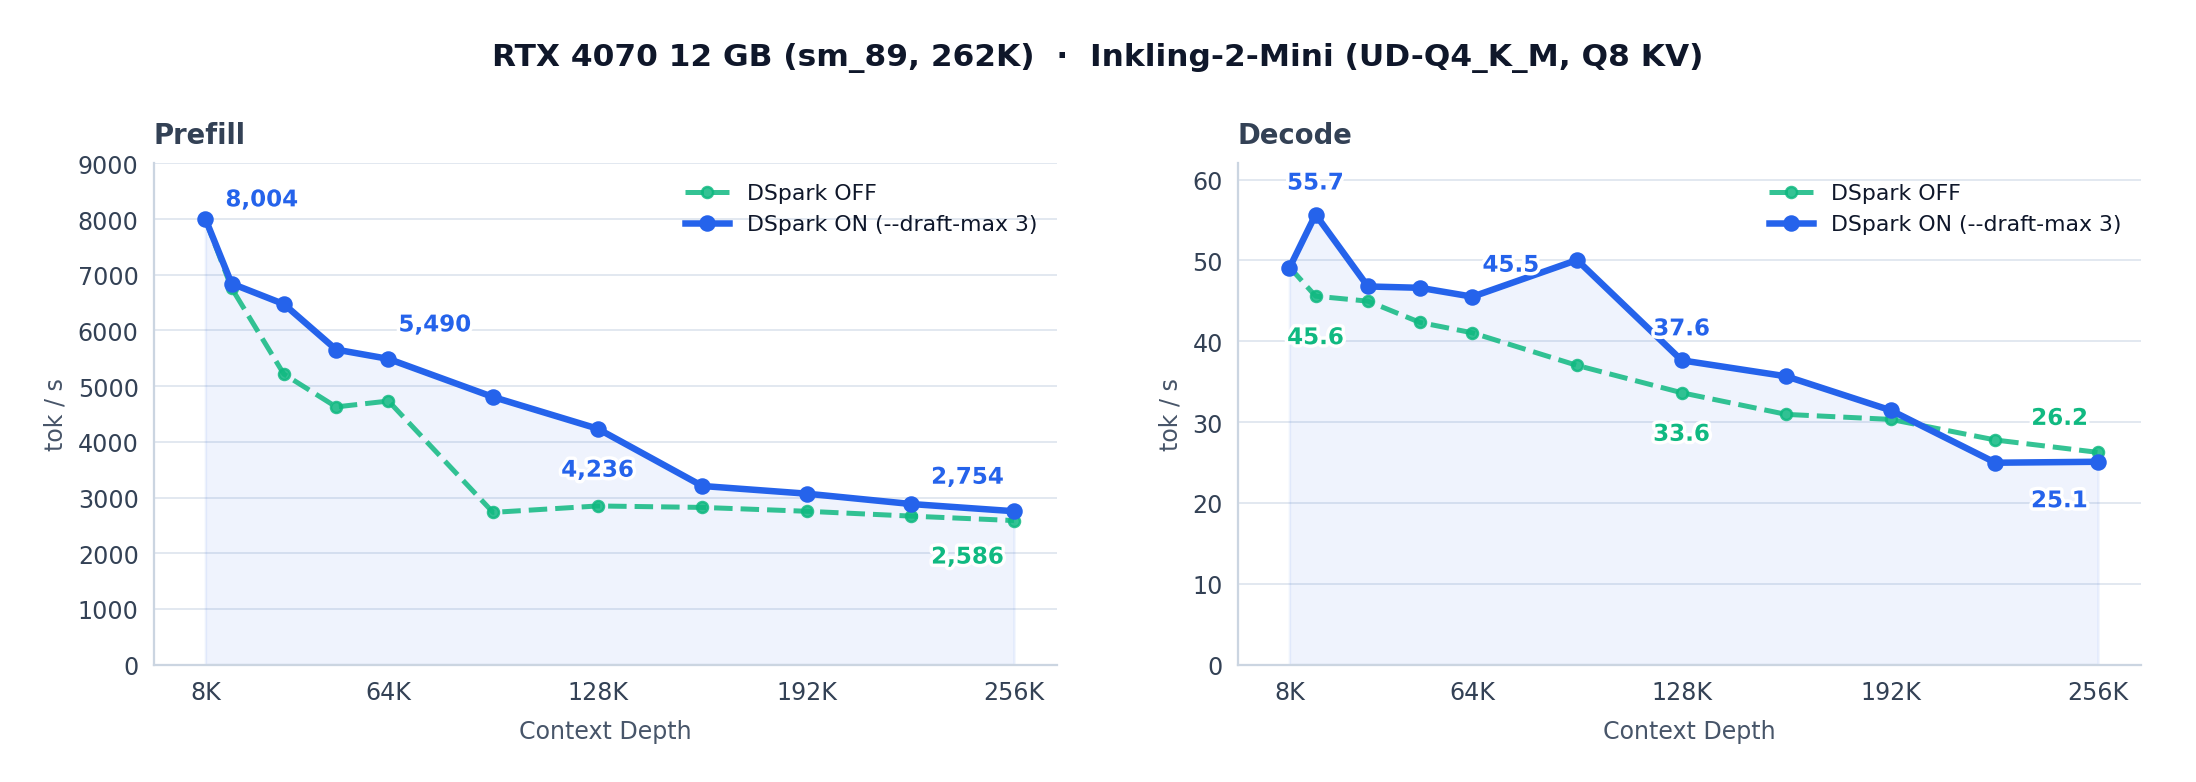 RTX 4070 12 GB (sm_89, 262K)  ·  Inkling-2-Mini (UD-Q4_K_M, Q8 KV)
Prefill
9000
8000
7000
6000
5000
4000
3000
2000
1000
0
tok / s
8,004
5,490
4,236
2,754
2,586
DSpark OFF
DSpark ON (--draft-max 3)
8K
64K
128K
192K
256K
Context Depth
Decode
60
50
40
30
20
10
0
tok / s
55.7
45.6
45.5
37.6
33.6
26.2
25.1
DSpark OFF
DSpark ON (--draft-max 3)
8K
64K
128K
192K
256K
Context Depth